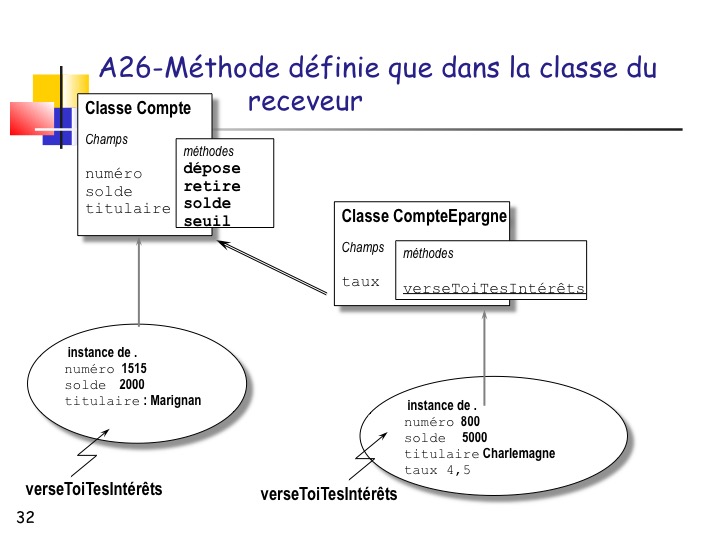 A26-Méthode définie que dans la classe du
receveur
Classe Compte
Champs
numéro
solde
titulaire
méthodes
dépose
retire
solde
seuil
Classe CompteEpargne
Champs
taux
méthodes
verseToiTesIntérêts
instance de .
numéro 1515
solde 2000
titulaire : Marignan
instance de .
numéro 800
solde 5000
titulaire Charlemagne
taux 4,5
verseToiTesIntérêts
verseToiTesIntérêts
32